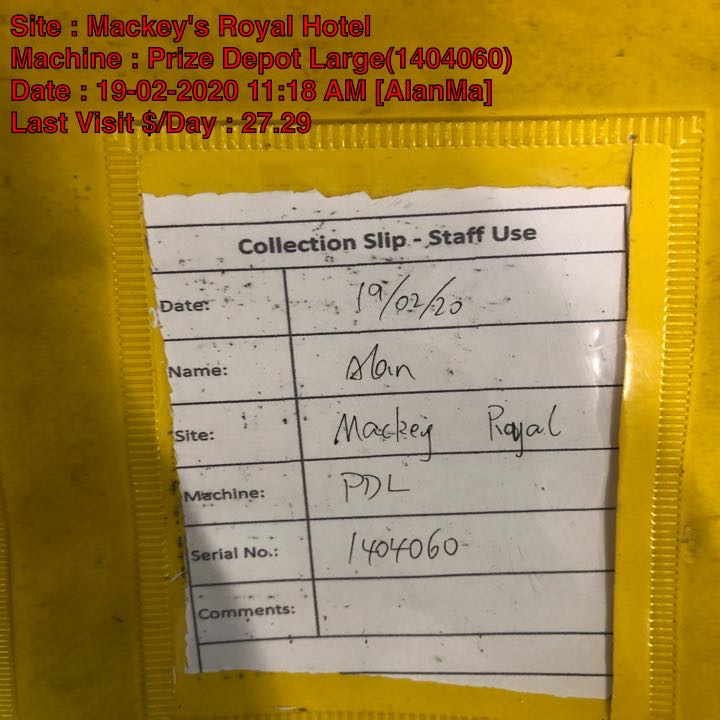 Site : Mackey's Royal Hotel
Machine : Prize Depot Large(1404060)
Date : 19-02-2020 11:18 AM [AlanMa]
Last Visit $/Day : 27.29
Collection Slip - Staff Use
Date: 19/02/20
Name: Alan
Site: Mackey Royal
Machine: PDL
Serial No.: 1404060
Comments: